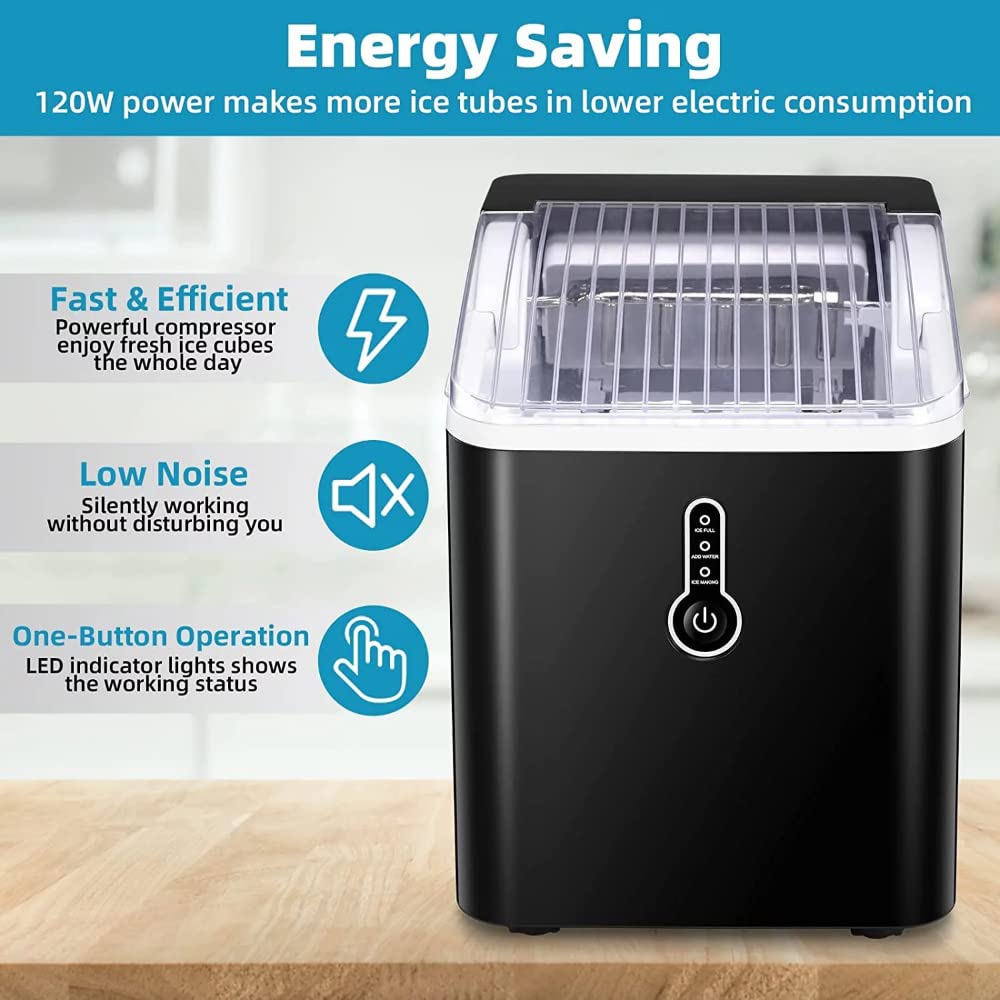 Energy Saving
120W power makes more ice tubes in lower electric consumption
Fast & Efficient
Powerful compressor
enjoy fresh ice cubes
the whole day
Low Noise
Silently working
without disturbing you
One-Button Operation
LED indicator lights shows
the working status
ICE FULL
ADD WATER
ICE MAKING